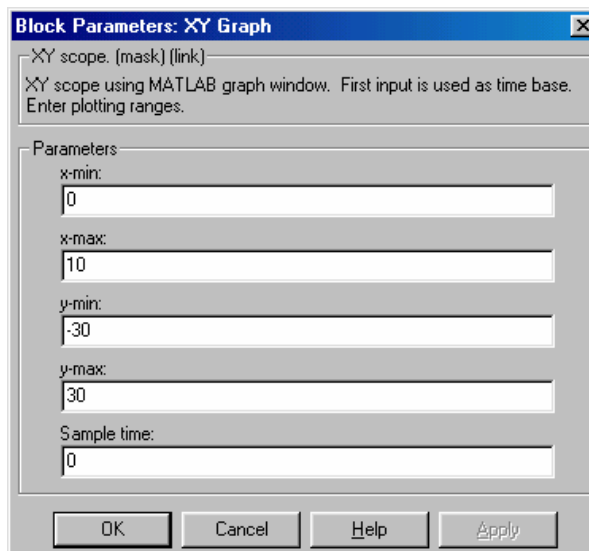 Block Parameters: XY Graph
XY scope. (mask) (link)
XY scope using MATLAB graph window. First input is used as time base.
Enter plotting ranges.
Parameters
x-min:
0
x-max:
10
y-min:
-30
y-max:
30
Sample time:
0
OK Cancel Help Apply